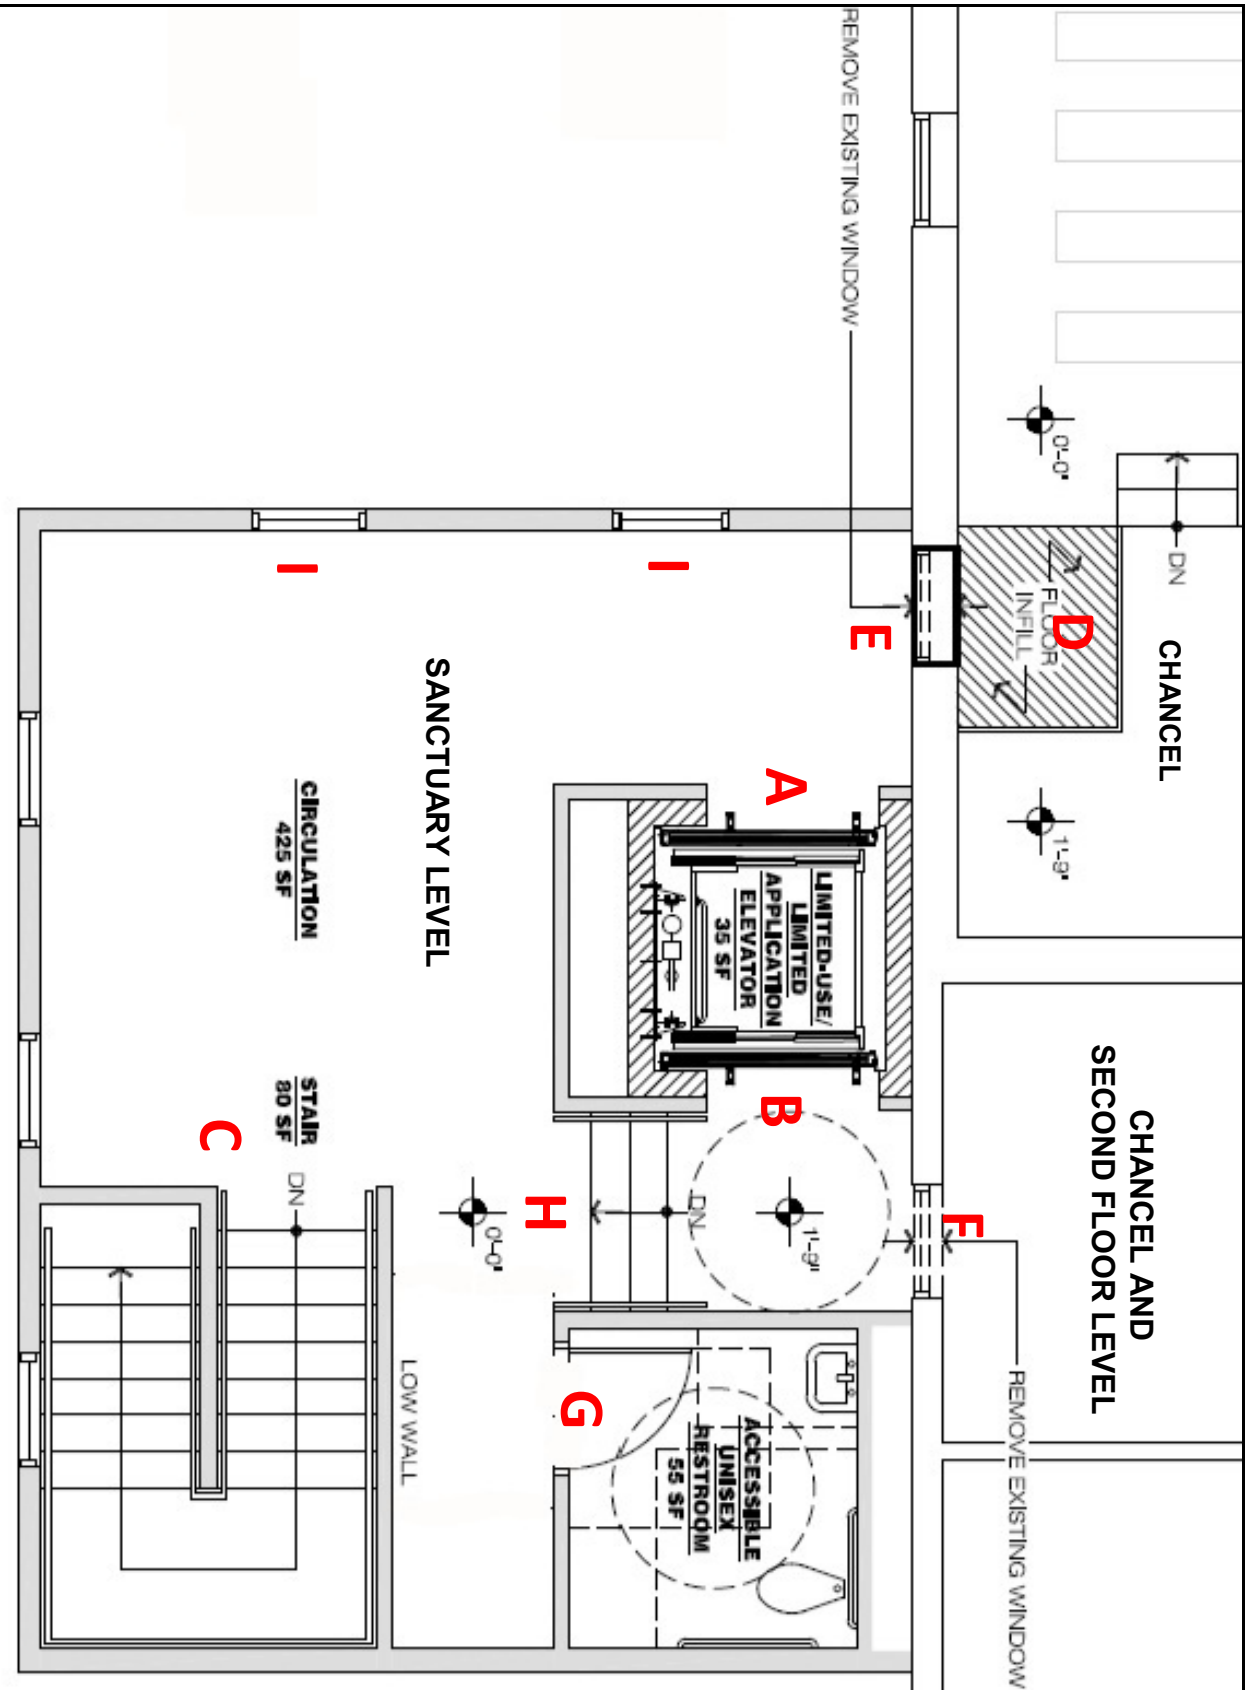 DN
CHANCEL
CHANCEL AND
SECOND FLOOR LEVEL
0'-0"
D
FLOOR
INFILL
1'-9"
REMOVE EXISTING WINDOW
F
REMOVE EXISTING WINDOW
E
A
LIMITED-USE/
LIMITED
APPLICATION
ELEVATOR
35 SF
B
1'-9"
DN
ACCESSIBLE
UNISEX
RESTROOM
55 SF
I
G
H
0'-0"
SANCTUARY LEVEL
LOW WALL
I
CIRCULATION
425 SF
STAIR
80 SF
DN
C